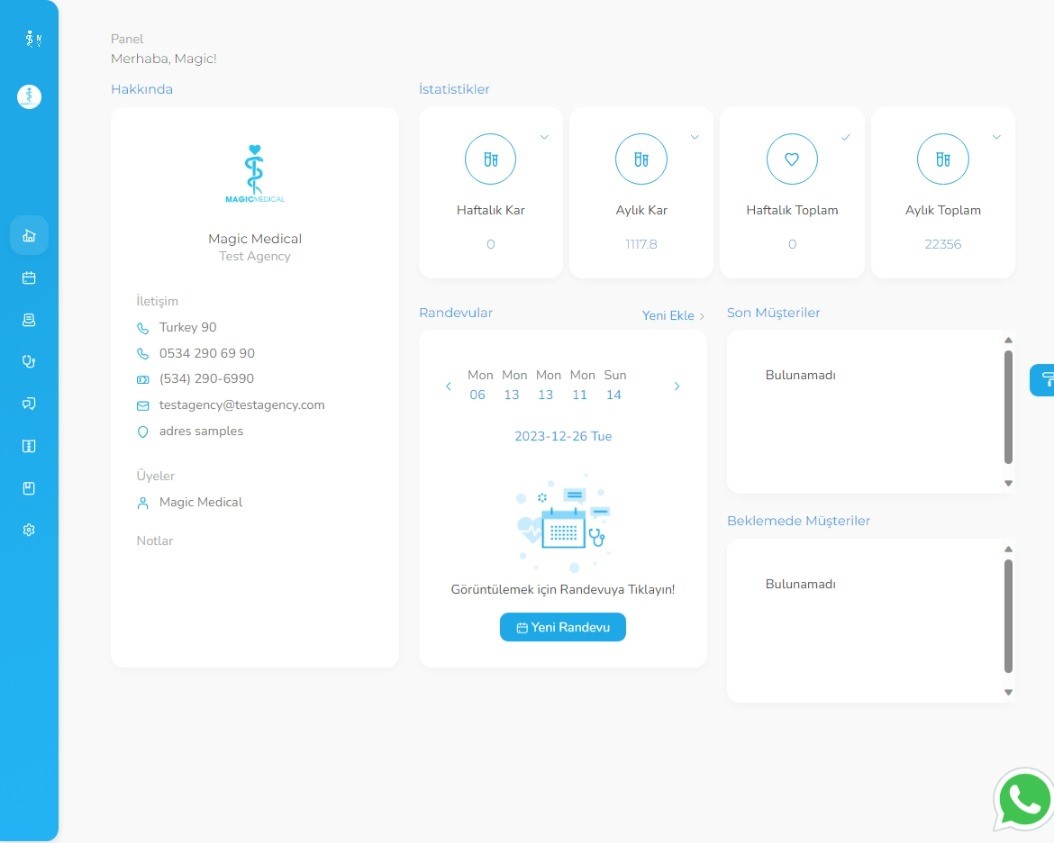 Panel
Merhaba, Magic!
Hakkında
MAGICMEDICAL
Magic Medical
Test Agency
İletişim
Turkey 90
0534 290 69 90
(534) 290-6990
testagency@testagency.com
adres samples
Üyeler
Magic Medical
Notlar
İstatistikler
Haftalık Kar
0
Aylık Kar
1117.8
Haftalık Toplam
0
Aylık Toplam
22356
Randevular
Yeni Ekle
Mon Mon Mon Mon Sun
06 13 13 11 14
2023-12-26 Tue
Görüntülemek için Randevuya Tıklayın!
Yeni Randevu
Son Müşteriler
Bulunamadı
Beklemede Müşteriler
Bulunamadı